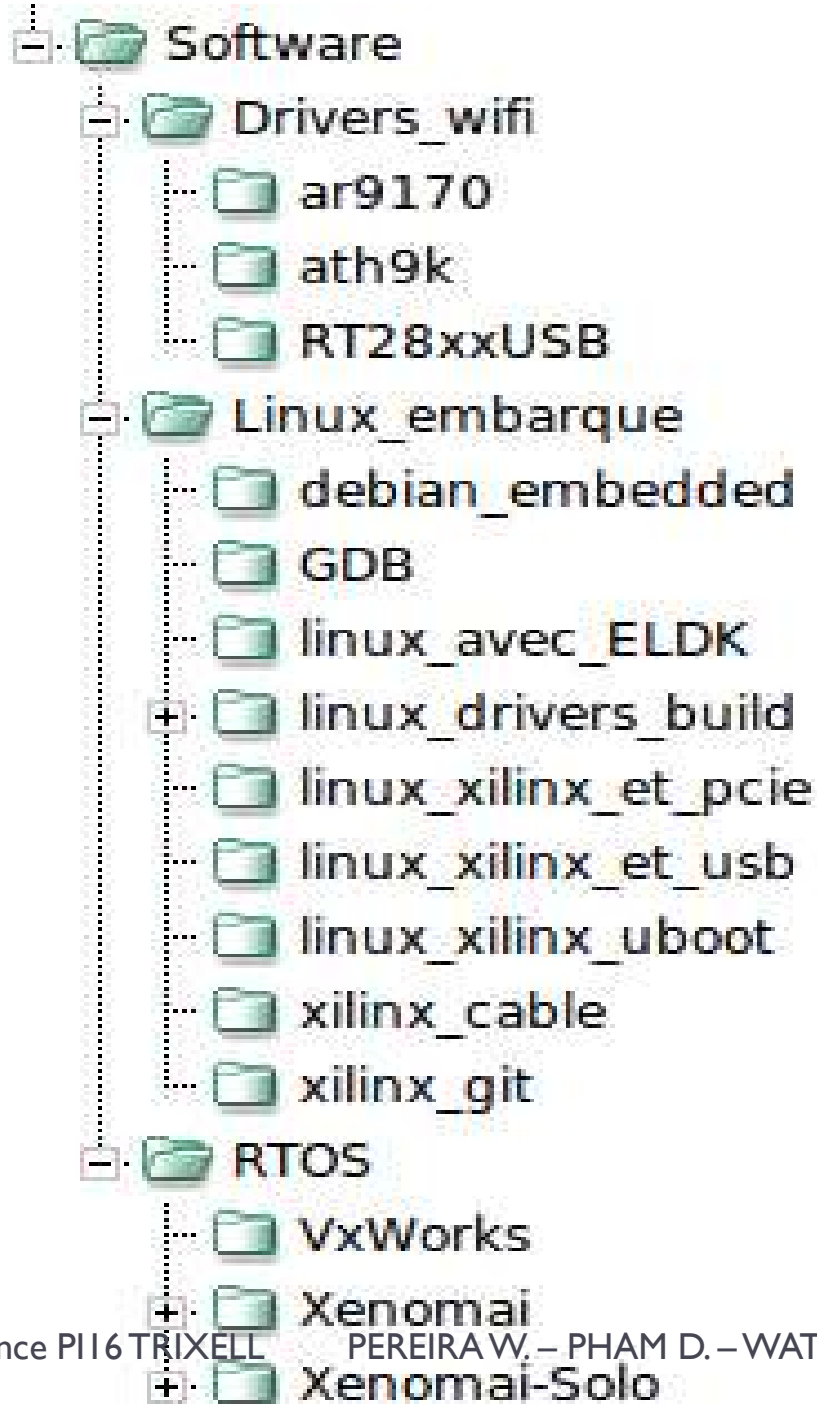 Software
Drivers_wifi
ar9170
ath9k
RT28xxUSB
Linux_embarque
debian_embedded
GDB
linux_avec_ELDK
linux_drivers_build
linux_xilinx_et_pcie
linux_xilinx_et_usb
linux_xilinx_uboot
xilinx_cable
xilinx_git
RTOS
VxWorks
Xenomai
nce PI16 TRIXELL PEREIRA W. – PHAM D. – WAT
Xenomai-Solo